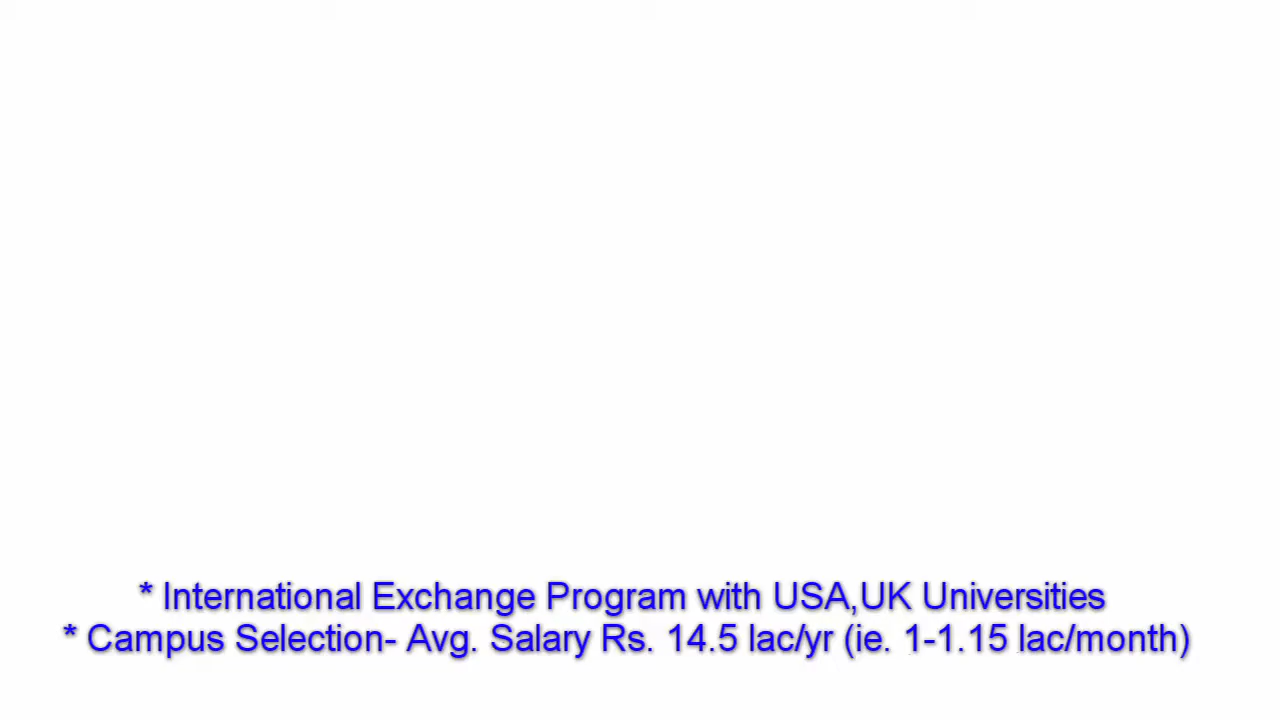 * International Exchange Program with USA,UK Universities
* Campus Selection- Avg. Salary Rs. 14.5 lac/yr (ie. 1-1.15 lac/month)